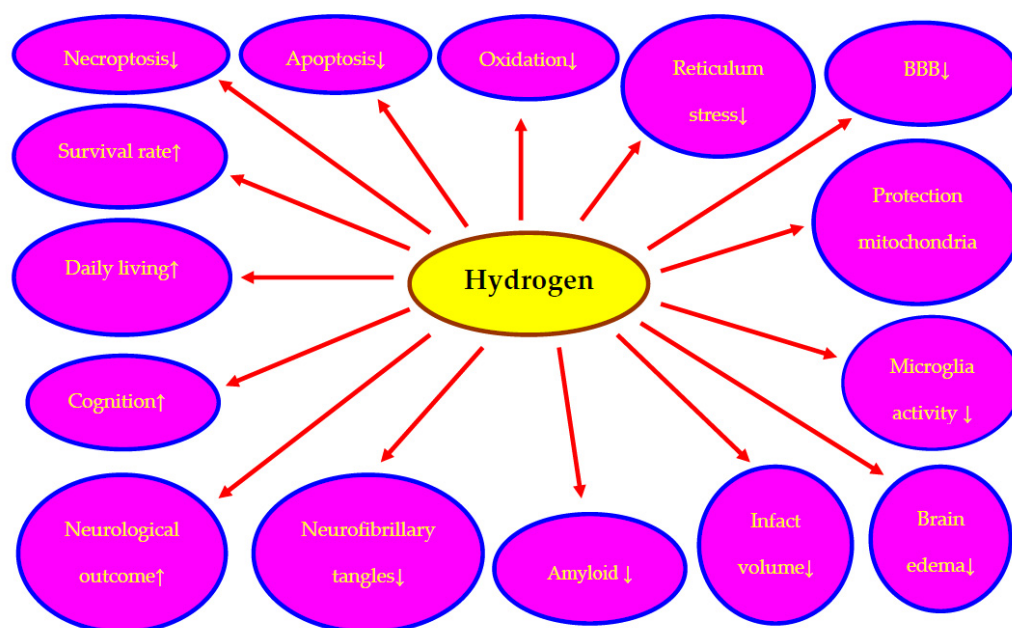 Necroptosis↓
Apoptosis↓
Oxidation↓
Reticulum
stress↓
BBB↓
Survival rate↑
Protection
mitochondria
Daily living↑
Hydrogen
Microglia
activity ↓
Cognition↑
Neurological
outcome↑
Neurofibrillary
tangles↓
Amyloid ↓
Infact
volume↓
Brain
edema↓